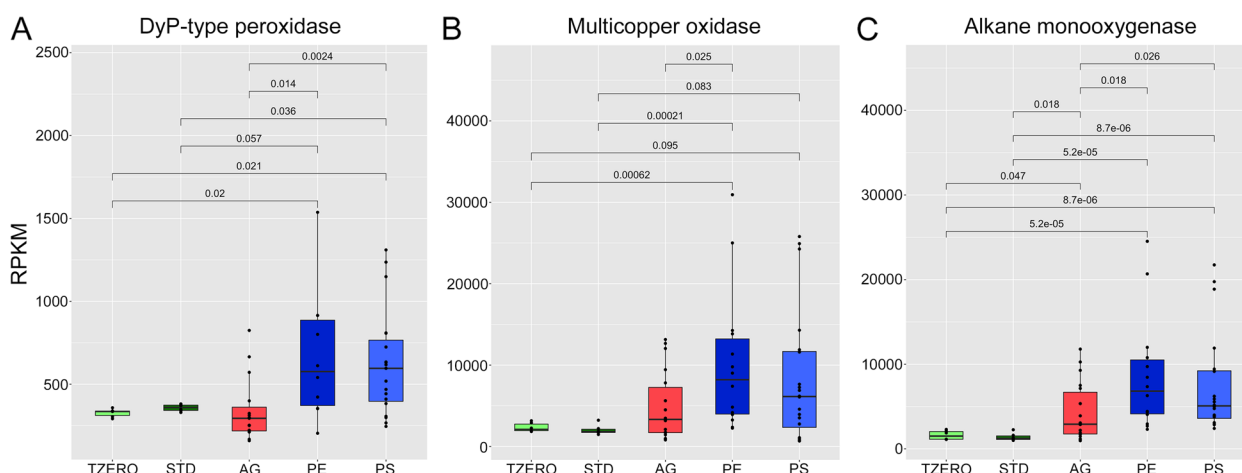 A DyP-type peroxidase
B Multicopper oxidase
C Alkane monooxygenase
RPKM
2500
2000
1500
1000
500
0.0024
0.014
0.036
0.057
0.021
0.02
TZERO STD AG PE PS
40000
30000
20000
10000
0
0.025
0.083
0.00021
0.095
0.00062
TZERO STD AG PE PS
40000
30000
20000
10000
0
0.026
0.018
0.018
8.7e-06
5.2e-05
0.047
8.7e-06
5.2e-05
TZERO STD AG PE PS